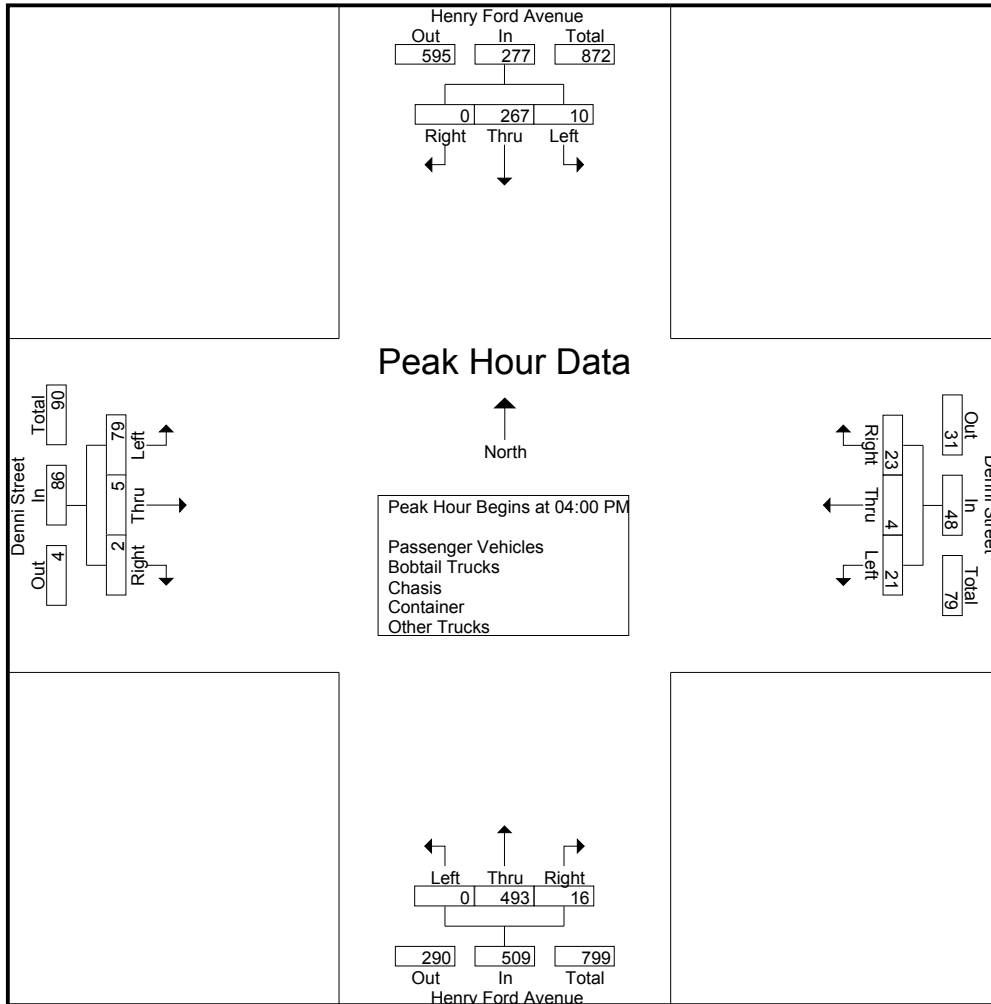 Henry Ford Avenue
Out In Total
595 277 872
0 267 10
Right Thru Left
Peak Hour Data
North
Peak Hour Begins at 04:00 PM
Passenger Vehicles
Bobtail Trucks
Chasis
Container
Other Trucks
Denni Street
Out In Total
4 86 90
2 5 79
Right Thru Left
Denni Street
Out In Total
31 48 79
23 4 21
Right Thru Left
Left Thru Right
0 493 16
290 509 799
Out In Total
Henry Ford Avenue